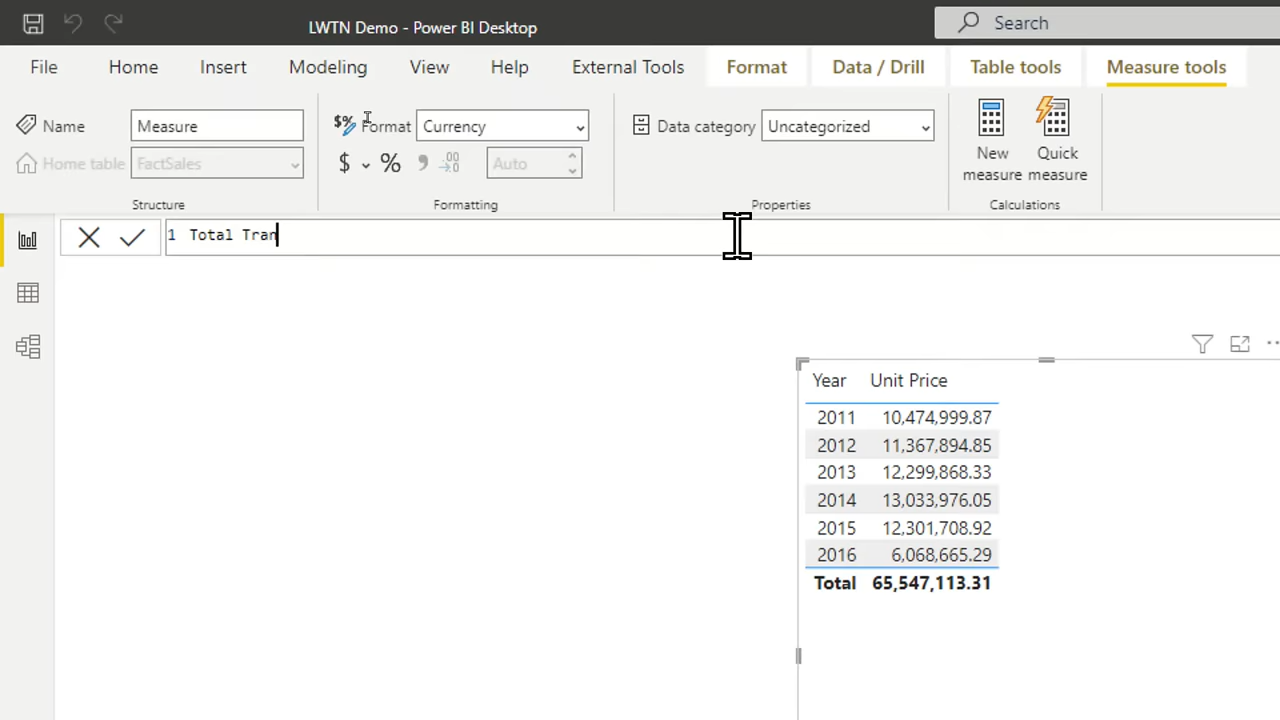 LWTN Demo - Power BI Desktop
Search
File Home Insert Modeling View Help External Tools Format Data / Drill Table tools Measure tools
Name Measure
Home table FactSales
Structure
$% Format Currency
$ % , .00 →0 Auto
Formatting
Data category Uncategorized
Properties
New measure
Quick measure
Calculations
1 Total Tran
Year Unit Price
2011 10,474,999.87
2012 11,367,894.85
2013 12,299,868.33
2014 13,033,976.05
2015 12,301,708.92
2016 6,068,665.29
Total 65,547,113.31